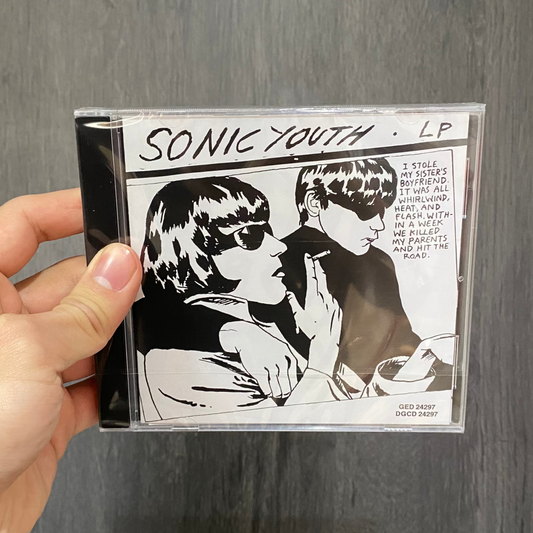 SONIC YOUTH · LP
I STOLE
MY SISTER'S
BOYFRIEND.
IT WAS ALL
WHIRLWIND,
HEAT, AND
FLASH. WITH-
IN A WEEK
WE KILLED
MY PARENTS
AND HIT THE
ROAD.
GED 24297
DGCD 24297